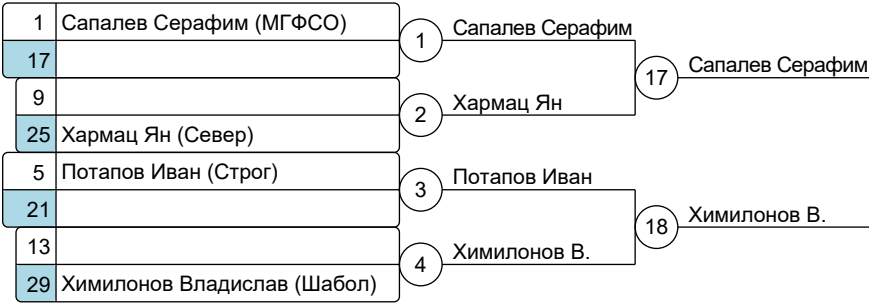 1 Сапалев Серафим (МГФСО)
17
1 Сапалев Серафим
9
25 Хармац Ян (Север)
2 Хармац Ян
17 Сапалев Серафим
5 Потапов Иван (Строг)
21
3 Потапов Иван
13
29 Химилонов Владислав (Шабол)
4 Химилонов В.
18 Химилонов В.